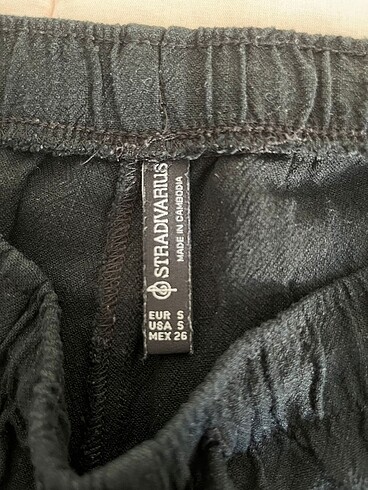 STRADIVARIUS
MADE IN CAMBODIA
EUR S
USA S
MEX 26